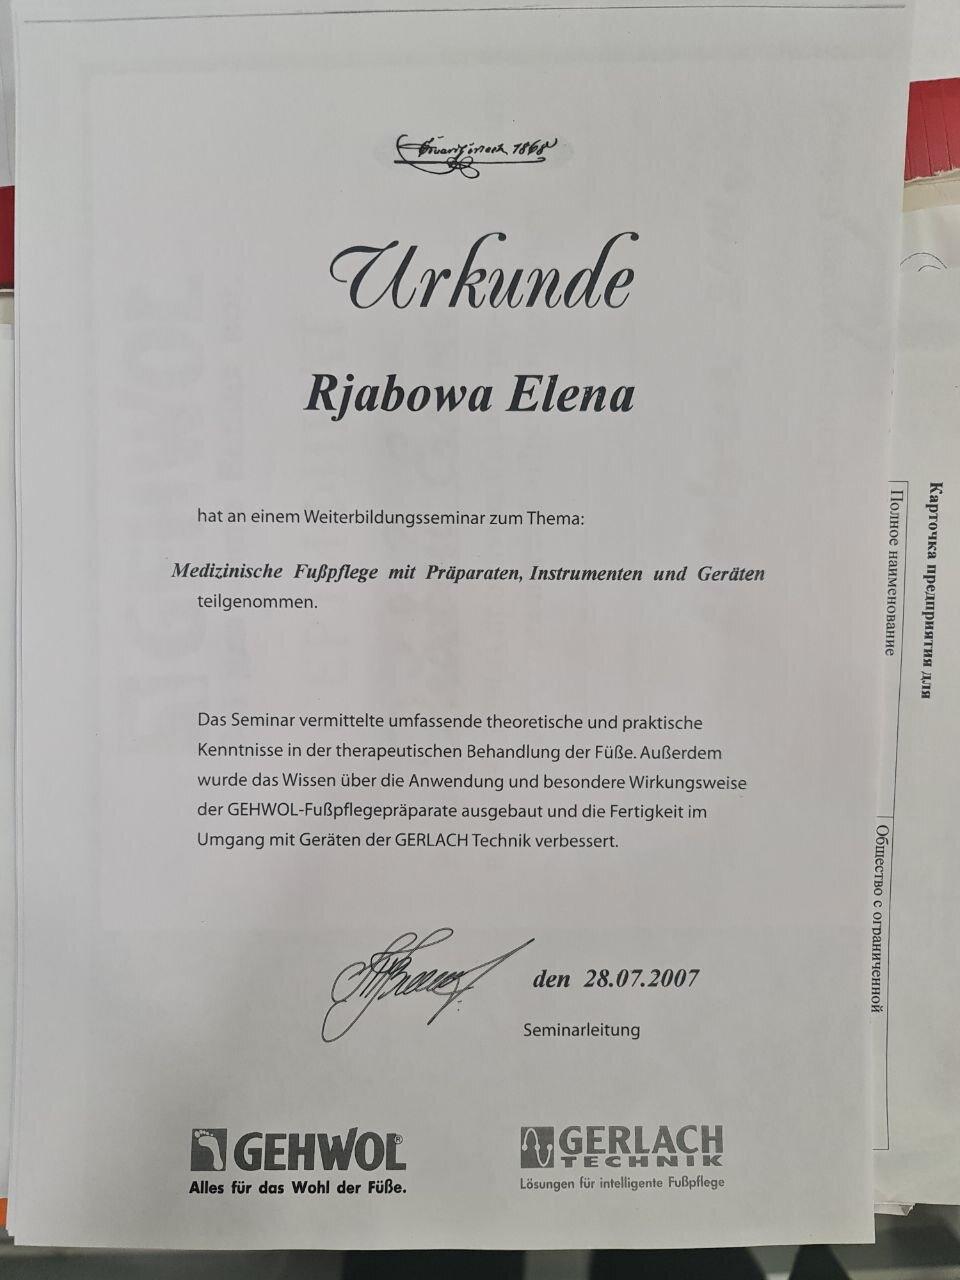 1868
Urkunde
Rjabowa Elena
hat an einem Weiterbildungsseminar zum Thema:
Medizinische Fußpflege mit Präparaten, Instrumenten und Geräten
teilgenommen.
Das Seminar vermittelte umfassende theoretische und praktische
Kenntnisse in der therapeutischen Behandlung der Füße. Außerdem
wurde das Wissen über die Anwendung und besondere Wirkungsweise
der GEHWOL-Fußpflegepräparate ausgebaut und die Fertigkeit im
Umgang mit Geräten der GERLACH Technik verbessert.
den 28.07.2007
Seminarleitung
GEHWOL®
Alles für das Wohl der Füße.
GERLACH
TECHNIK
Lösungen für intelligente Fußpflege
Карточка предприятия для
Полное наименование
Общество с ограниченной